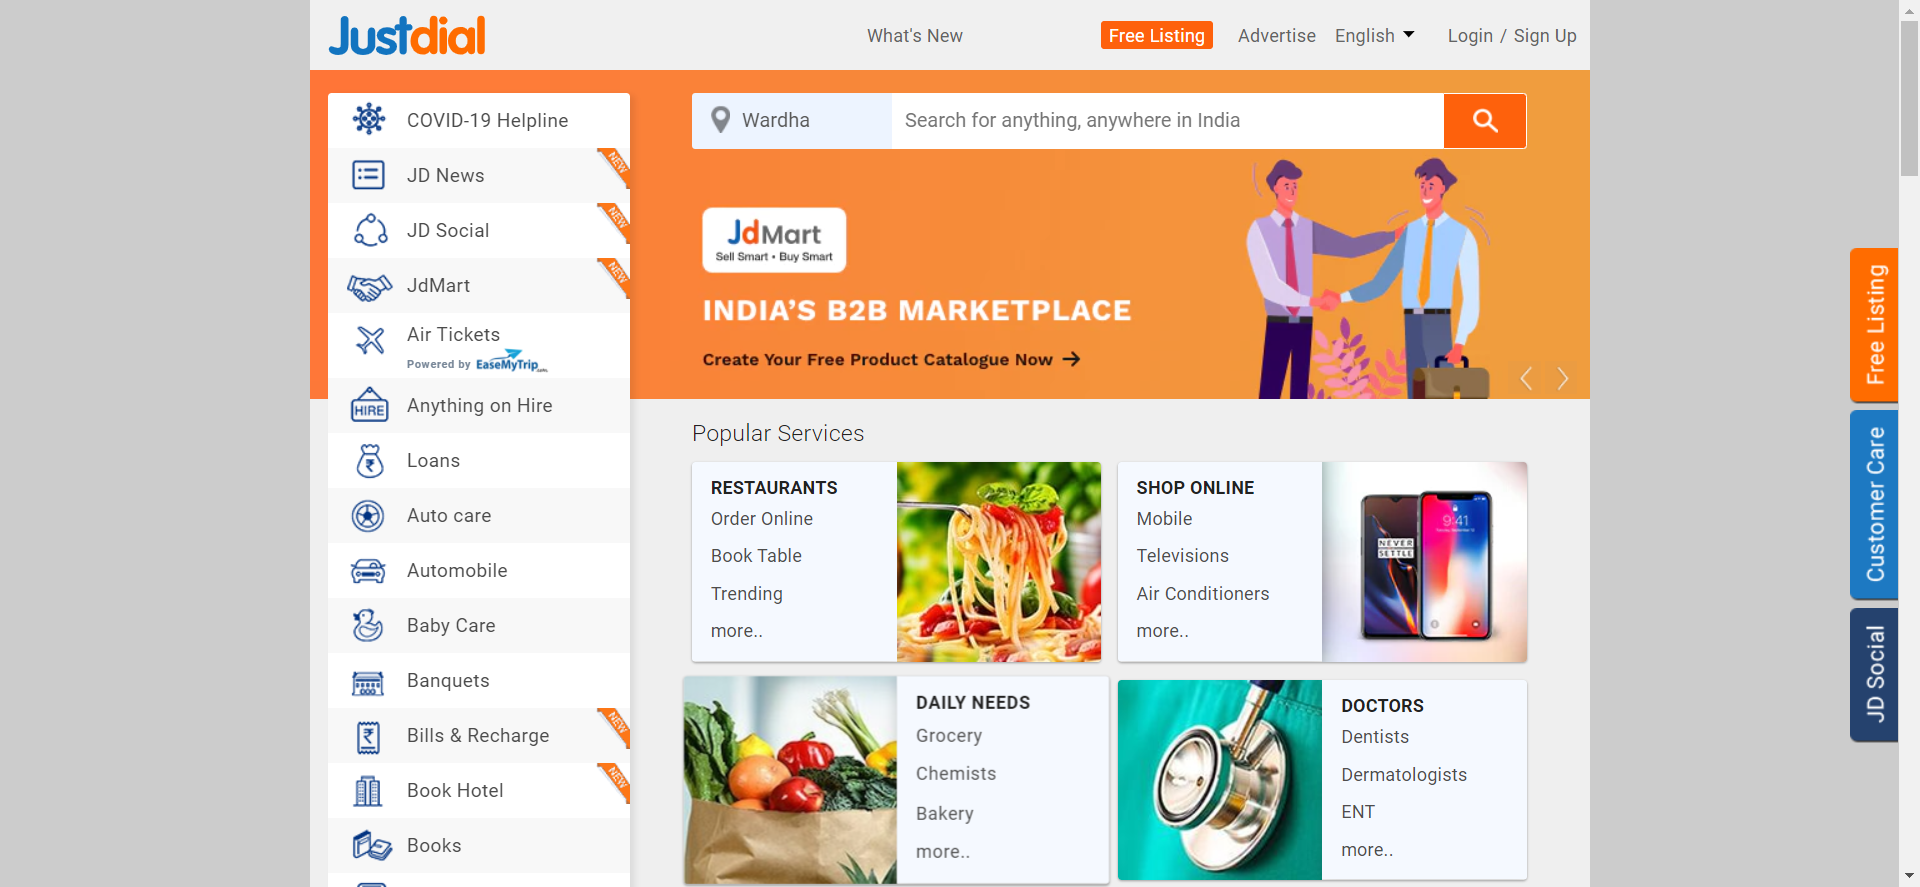 Justdial
What's New
Free Listing
Advertise
English
Login / Sign Up
COVID-19 Helpline
JD News
NEW
JD Social
NEW
JdMart
NEW
Air Tickets
Powered by EaseMyTrip.com
Anything on Hire
HIRE
Loans
Auto care
Automobile
Baby Care
Banquets
Bills & Recharge
NEW
Book Hotel
NEW
Books
Wardha
Search for anything, anywhere in India
JdMart
Sell Smart • Buy Smart
INDIA'S B2B MARKETPLACE
Create Your Free Product Catalogue Now →
Popular Services
RESTAURANTS
Order Online
Book Table
Trending
more..
SHOP ONLINE
Mobile
Televisions
Air Conditioners
more..
NEVER
SETTLE
9:41
DAILY NEEDS
Grocery
Chemists
Bakery
more..
DOCTORS
Dentists
Dermatologists
ENT
more..
Free Listing
Customer Care
JD Social